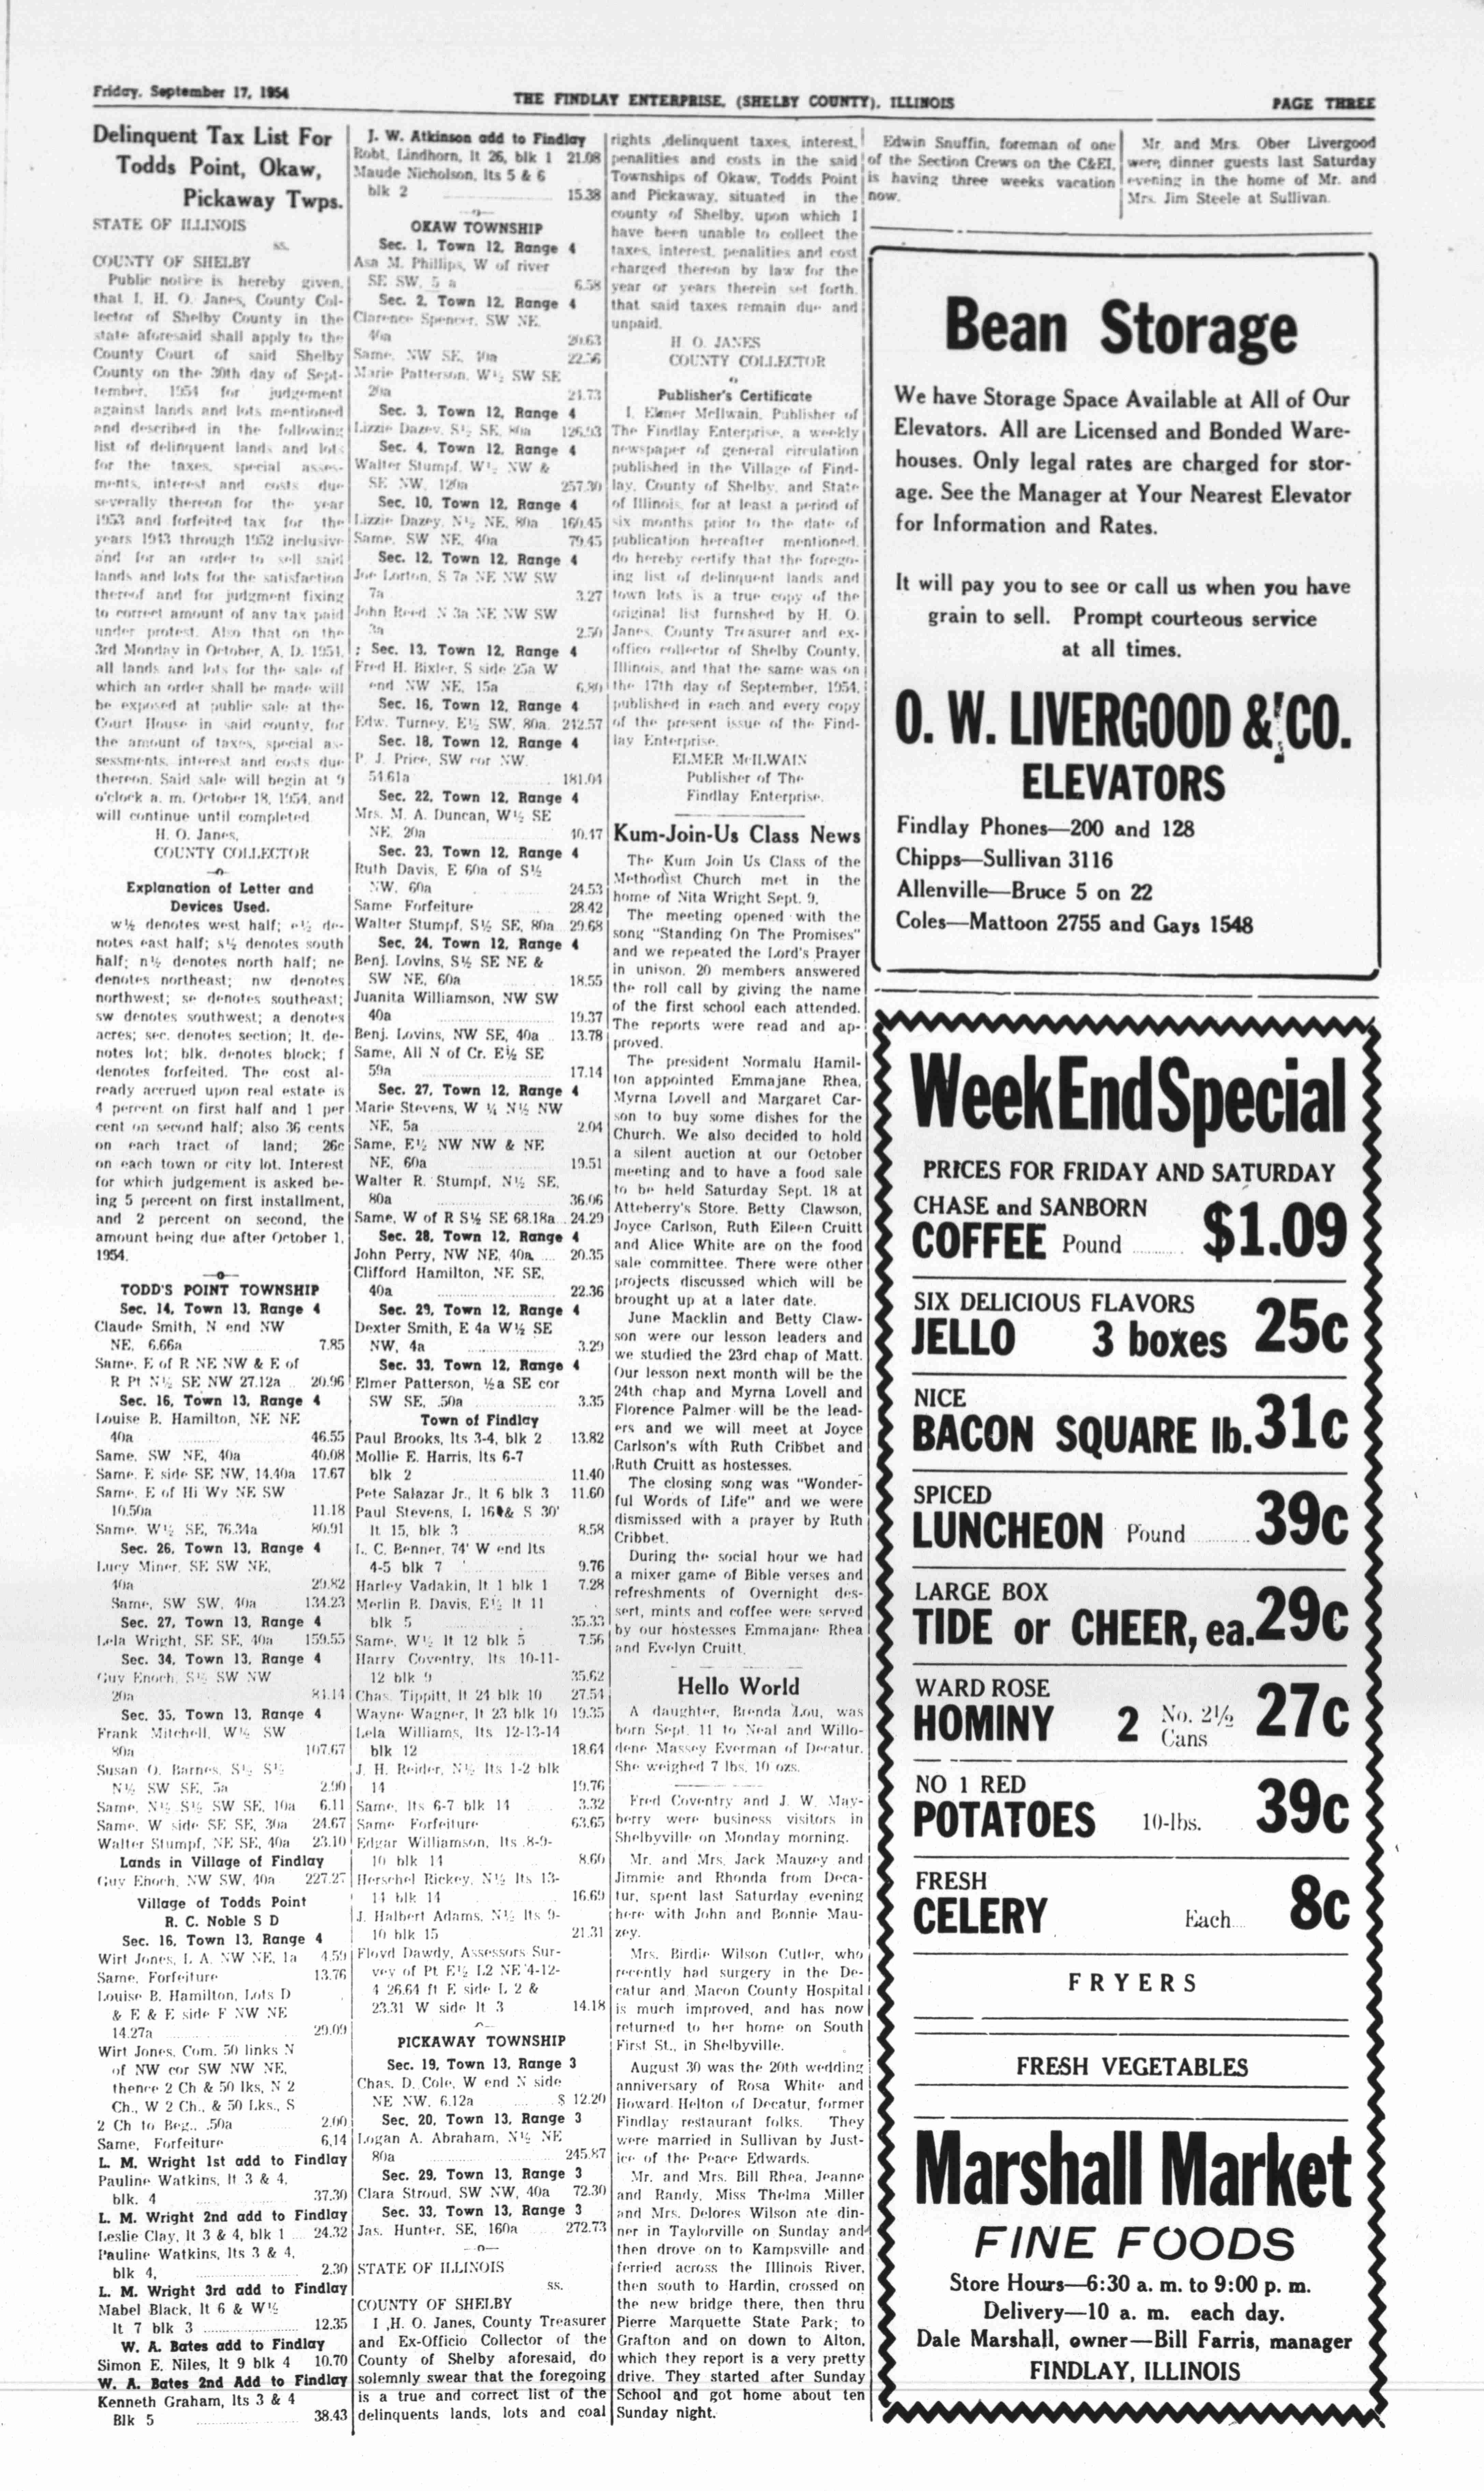 Friday, September 17, 1954
THE FINDLAY ENTERPRISE, (SHELBY COUNTY), ILLINOIS
PAGE THREE
Delinquent Tax List For
Todds Point, Okaw,
Pickaway Twps.
STATE OF ILLINOIS
ss.
COUNTY OF SHELBY
Public notice is hereby given,
that I, H. O. Janes, County Col-
lector of Shelby County in the
state aforesaid shall apply to the
County Court of said Shelby
County on the 30th day of Sept-
tember, 1954 for judgement
against lands and lots mentioned
and described in the following
list of delinquent lands and lots
for the taxes, special asses-
ments, interest and costs due
severally thereon for the year
1953 and forfeited tax for the
years 1943 through 1952 inclusive
and for an order to sell said
lands and lots for the satisfaction
thereof and for judgment fixing
to correct amount of any tax paid
under protest. Also that on the
3rd Monday in October, A. D. 1954,
all lands and lots for the sale of
which an order shall be made will
be exposed at public sale at the
Court House in said county, for
the amount of taxes, special as-
sessments, interest and costs due
thereon. Said sale will begin at 9
o'clock a. m. October 18, 1954, and
will continue until completed.
H. O. Janes,
COUNTY COLLECTOR
—o—
Explanation of Letter and
Devices Used.
w½ denotes west half; e½ de-
notes east half; s½ denotes south
half; n½ denotes north half; ne
denotes northeast; nw denotes
northwest; se denotes southeast;
sw denotes southwest; a denotes
acres; sec. denotes section; lt. de-
notes lot; blk. denotes block; f
denotes forfeited. The cost al-
ready accrued upon real estate is
4 percent on first half and 1 per
cent on second half; also 36 cents
on each tract of land; 26c
on each town or city lot. Interest
for which judgement is asked be-
ing 5 percent on first installment,
and 2 percent on second, the
amount being due after October 1,
1954.
—o—
TODD'S POINT TOWNSHIP
Sec. 14, Town 13, Range 4
Claude Smith, N end NW
NE, 6.66a 7.85
Same, E of R NE NW & E of
R Pt N½ SE NW 27.12a 20.96
Sec. 16, Town 13, Range 4
Louise B. Hamilton, NE NE
40a 46.55
Same, SW NE, 40a 40.08
Same, E side SE NW, 14.40a 17.67
Same, E of Hi Wy NE SW
10.50a 11.18
Same, W½ SE, 76.34a 80.91
Sec. 26, Town 13, Range 4
Lucy Miner, SE SW NE,
40a 29.82
Same, SW SW, 40a 134.23
Sec. 27, Town 13, Range 4
Lela Wright, SE SE, 40a 159.55
Sec. 34, Town 13, Range 4
Guy Enoch, S½ SW NW
20a 84.14
Sec. 35, Town 13, Range 4
Frank Mitchell, W½ SW
80a 107.67
Susan O. Barnes, S½ S½
N½ SW SE, 5a 2.90
Same, N½ S½ SW SE, 10a 6.11
Same, W side SE SE, 30a 24.67
Walter Stumpf, NE SE, 40a 23.10
Lands in Village of Findlay
Guy Enoch, NW SW, 40a 227.27
Village of Todds Point
R. C. Noble S D
Sec. 16, Town 13, Range 4
Wirt Jones, L A, NW NE, 1a 4.59
Same, Forfeiture 13.76
Louise B. Hamilton, Lots D
& E & E side F NW NE
14.27a 29.09
Wirt Jones, Com. 50 links N
of NW cor SW NW NE,
thence 2 Ch & 50 lks, N 2
Ch., W 2 Ch., & 50 Lks., S
2 Ch to Beg., .50a 2.00
Same, Forfeiture 6.14
L. M. Wright 1st add to Findlay
Pauline Watkins, lt 3 & 4,
blk. 4 37.30
L. M. Wright 2nd add to Findlay
Leslie Clay, lt 3 & 4, blk 1 24.32
Pauline Watkins, lts 3 & 4,
blk 4, 2.30
L. M. Wright 3rd add to Findlay
Mabel Black, lt 6 & W½
lt 7 blk 3 12.35
W. A. Bates add to Findlay
Simon E. Niles, lt 9 blk 4 10.70
W. A. Bates 2nd Add to Findlay
Kenneth Graham, lts 3 & 4
Blk 5 38.43
J. W. Atkinson add to Findlay
Robt. Lindhorn, lt 26, blk 1 21.08
Maude Nicholson, lts 5 & 6
blk 2 15.38
—o—
OKAW TOWNSHIP
Sec. 1, Town 12, Range 4
Asa M. Phillips, W of river
SE SW, 5 a 6.58
Sec. 2, Town 12, Range 4
Clarence Spencer, SW NE,
40a 20.63
Same, NW SE, 40a 22.56
Marie Patterson, W½ SW SE
20a 21.73
Sec. 3, Town 12, Range 4
Lizzie Dazey, S½ SE, 80a 126.93
Sec. 4, Town 12, Range 4
Walter Stumpf, W½ NW &
SE NW, 120a 257.30
Sec. 10, Town 12, Range 4
Lizzie Dazey, N½ NE, 80a 160.45
Same, SW NE, 40a 79.45
Sec. 12, Town 12, Range 4
Joe Lorton, S 7a NE NW SW
7a 3.27
John Reed N 3a NE NW SW
3a 2.50
; Sec. 13, Town 12, Range 4
Fred H. Bixler, S side 25a W
end NW NE, 15a 6.80
Sec. 16, Town 12, Range 4
Edw. Turney, E½ SW, 80a. 242.57
Sec. 18, Town 12, Range 4
P. J. Price, SW cor NW,
54.61a 181.04
Sec. 22, Town 12, Range 4
Mrs. M. A. Duncan, W½ SE
NE, 20a 40.47
Sec. 23, Town 12, Range 4
Ruth Davis, E 60a of S½
NW, 60a 24.53
Same Forfeiture 28.42
Walter Stumpf, S½ SE, 80a 29.68
Sec. 24, Town 12, Range 4
Benj. Lovins, S½ SE NE &
SW NE, 60a 18.55
Juanita Williamson, NW SW
40a 19.37
Benj. Lovins, NW SE, 40a 13.78
Same, All N of Cr. E½ SE
59a 17.14
Sec. 27, Town 12, Range 4
Marie Stevens, W ¼ N½ NW
NE, 5a 2.04
Same, E½ NW NW & NE
NE, 60a 19.51
Walter R. Stumpf, N½ SE,
80a 36.06
Same, W of R S½ SE 68.18a 24.29
Sec. 28, Town 12, Range 4
John Perry, NW NE, 40a 20.35
Clifford Hamilton, NE SE,
40a 22.36
Sec. 29, Town 12, Range 4
Dexter Smith, E 4a W½ SE
NW, 4a 3.29
Sec. 33, Town 12, Range 4
Elmer Patterson, ½a SE cor
SW SE, .50a 3.35
Town of Findlay
Paul Brooks, lts 3-4, blk 2 13.82
Mollie E. Harris, lts 6-7
blk 2 11.40
Pete Salazar Jr., lt 6 blk 3 11.60
Paul Stevens, L 16 & S 30'
lt 15, blk 3 8.58
L. C. Benner, 74' W end lts
4-5 blk 7 9.76
Harley Vadakin, lt 1 blk 1 7.28
Merlin B. Davis, E½ lt 11
blk 5 35.33
Same, W½ lt 12 blk 5 7.56
Harry Coventry, lts 10-11-
12 blk 9 35.62
Chas. Tippitt, lt 24 blk 10 27.54
Wayne Wagner, lt 23 blk 10 19.35
Lela Williams, lts 12-13-14
blk 12 18.64
J. H. Reider, N½ lts 1-2 blk
14 19.76
Same, lts 6-7 blk 14 3.32
Same Forfeiture 63.65
Edgar Williamson, lts .8-9-
10 blk 14 8.60
Herschel Rickey, N½ lts 13-
14 blk 14 16.69
J. Halbert Adams, N½ lts 9-
10 blk 15 21.31
Floyd Dawdy, Assessors Sur-
vey of Pt E½ L2 NE 4-12-
4 26.64 ft E side L 2 &
23.31 W side lt 3 14.18
PICKAWAY TOWNSHIP
Sec. 19, Town 13, Range 3
Chas. D. Cole, W end N side
NE NW, 6.12a $ 12.20
Sec. 20, Town 13, Range 3
Logan A. Abraham, N½ NE
80a 245.87
Sec. 29, Town 13, Range 3
Clara Stroud, SW NW, 40a 72.30
Sec. 33, Town 13, Range 3
Jas. Hunter, SE, 160a 272.73
—o—
STATE OF ILLINOIS
ss.
COUNTY OF SHELBY
I ,H. O. Janes, County Treasurer
and Ex-Officio Collector of the
County of Shelby aforesaid, do
solemnly swear that the foregoing
is a true and correct list of the
delinquents lands, lots and coal
rights ,delinquent taxes, interest,
penalities and costs in the said
Townships of Okaw, Todds Point
and Pickaway, situated in the
county of Shelby, upon which I
have been unable to collect the
taxes, interest, penalities and cost
charged thereon by law for the
year or years therein set forth,
that said taxes remain due and
unpaid.
H. O. JANES
COUNTY COLLECTOR
Publisher's Certificate
I, Elmer McIlwain, Publisher of
The Findlay Enterprise, a weekly
newspaper of general circulation
published in the Village of Find-
lay, County of Shelby, and State
of Illinois, for at least a period of
six months prior to the date of
publication hereafter mentioned,
do hereby certify that the forego-
ing list of delinquent lands and
town lots is a true copy of the
original list furnshed by H. O.
Janes, County Treasurer and ex-
offico collector of Shelby County,
Illinois, and that the same was on
the 17th day of September, 1954,
published in each and every copy
of the present issue of the Find-
lay Enterprise.
ELMER McILWAIN
Publisher of The
Findlay Enterprise.
Kum-Join-Us Class News
The Kum Join Us Class of the
Methodist Church met in the
home of Nita Wright Sept. 9.
The meeting opened with the
song "Standing On The Promises"
and we repeated the Lord's Prayer
in unison. 20 members answered
the roll call by giving the name
of the first school each attended.
The reports were read and ap-
proved.
The president Normalu Hamil-
ton appointed Emmajane Rhea,
Myrna Lovell and Margaret Car-
son to buy some dishes for the
Church. We also decided to hold
a silent auction at our October
meeting and to have a food sale
to be held Saturday Sept. 18 at
Atteberry's Store. Betty Clawson,
Joyce Carlson, Ruth Eileen Cruitt
and Alice White are on the food
sale committee. There were other
projects discussed which will be
brought up at a later date.
June Macklin and Betty Claw-
son were our lesson leaders and
we studied the 23rd chap of Matt.
Our lesson next month will be the
24th chap and Myrna Lovell and
Florence Palmer will be the lead-
ers and we will meet at Joyce
Carlson's with Ruth Cribbet and
Ruth Cruitt as hostesses.
The closing song was "Wonder-
ful Words of Life" and we were
dismissed with a prayer by Ruth
Cribbet.
During the social hour we had
a mixer game of Bible verses and
refreshments of Overnight des-
sert, mints and coffee were served
by our hostesses Emmajane Rhea
and Evelyn Cruitt.
Hello World
A daughter, Brenda Lou, was
born Sept. 11 to Neal and Willo-
dene Massey Everman of Decatur.
She weighed 7 lbs, 10 ozs.
Fred Coventry and J. W. May-
berry were business visitors in
Shelbyville on Monday morning.
Mr. and Mrs. Jack Mauzey and
Jimmie and Rhonda from Deca-
tur, spent last Saturday evening
here with John and Bonnie Mau-
zey.
Mrs. Birdie Wilson Cutler, who
recently had surgery in the De-
catur and Macon County Hospital
is much improved, and has now
returned to her home on South
First St., in Shelbyville.
August 30 was the 20th wedding
anniversary of Rosa White and
Howard Helton of Decatur, former
Findlay restaurant folks. They
were married in Sullivan by Just-
ice of the Peace Edwards.
Mr. and Mrs. Bill Rhea, Jeanne
and Randy, Miss Thelma Miller
and Mrs. Delores Wilson ate din-
ner in Taylorville on Sunday and
then drove on to Kampsville and
ferried across the Illinois River,
then south to Hardin, crossed on
the new bridge there, then thru
Pierre Marquette State Park; to
Grafton and on down to Alton,
which they report is a very pretty
drive. They started after Sunday
School and got home about ten
Sunday night.
Edwin Snuffin, foreman of one
of the Section Crews on the C&EI,
is having three weeks vacation
now.
Mr. and Mrs. Ober Livergood
were dinner guests last Saturday
evening in the home of Mr. and
Mrs. Jim Steele at Sullivan.
Bean Storage
We have Storage Space Available at All of Our
Elevators. All are Licensed and Bonded Ware-
houses. Only legal rates are charged for stor-
age. See the Manager at Your Nearest Elevator
for Information and Rates.
It will pay you to see or call us when you have
grain to sell. Prompt courteous service
at all times.
O. W. LIVERGOOD & CO.
ELEVATORS
Findlay Phones—200 and 128
Chipps—Sullivan 3116
Allenville—Bruce 5 on 22
Coles—Mattoon 2755 and Gays 1548
Week End Special
PRICES FOR FRIDAY AND SATURDAY
CHASE and SANBORN
COFFEE Pound $1.09
SIX DELICIOUS FLAVORS
JELLO 3 boxes 25c
NICE
BACON SQUARE lb. 31c
SPICED
LUNCHEON Pound 39c
LARGE BOX
TIDE or CHEER, ea. 29c
WARD ROSE
HOMINY 2 No. 2½ Cans 27c
NO 1 RED
POTATOES 10-lbs. 39c
FRESH
CELERY Each 8c
FRYERS
FRESH VEGETABLES
Marshall Market
FINE FOODS
Store Hours—6:30 a. m. to 9:00 p. m.
Delivery—10 a. m. each day.
Dale Marshall, owner—Bill Farris, manager
FINDLAY, ILLINOIS